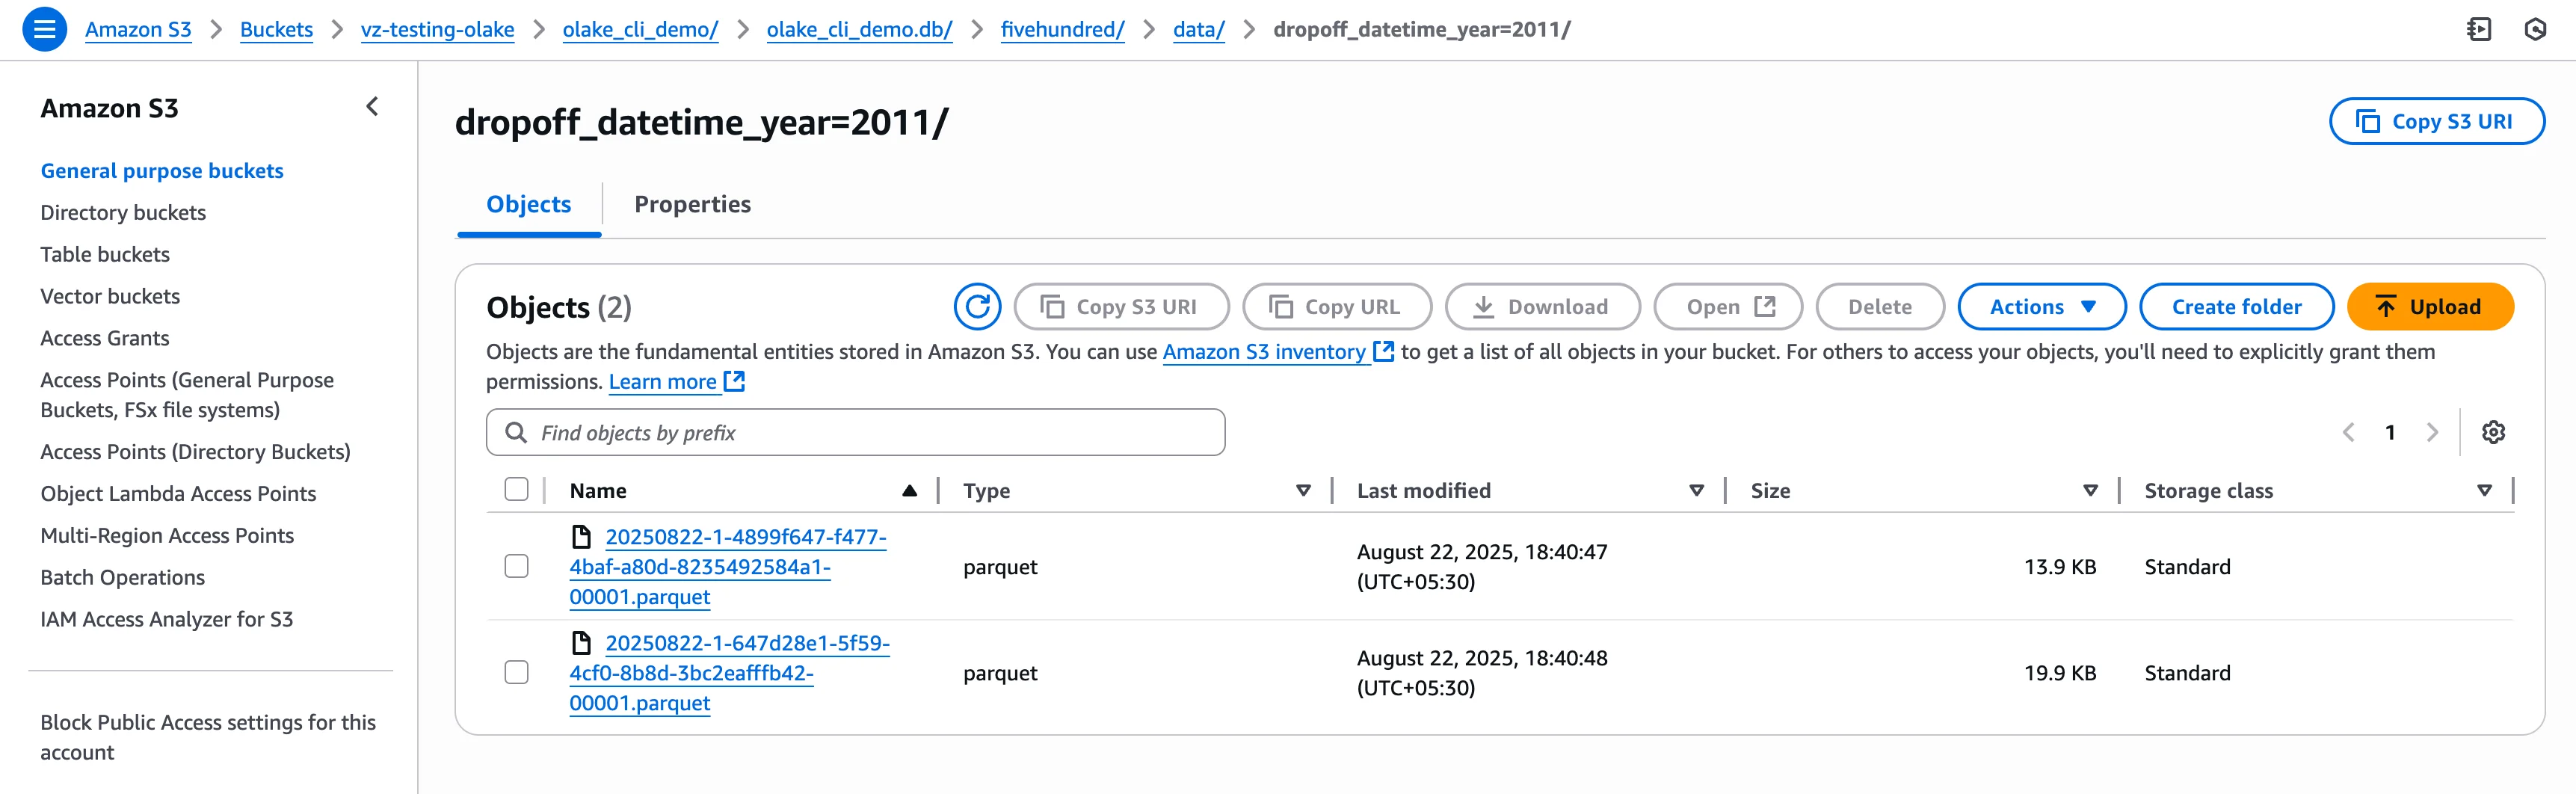 Amazon S3 Buckets vz-testing-olake olake_cli_demo/ olake_cli_demo.db/ fivehundred/ data/ dropoff_datetime_year=2011/
Amazon S3
General purpose buckets
Directory buckets
Table buckets
Vector buckets
Access Grants
Access Points (General Purpose
Buckets, FSx file systems)
Access Points (Directory Buckets)
Object Lambda Access Points
Multi-Region Access Points
Batch Operations
IAM Access Analyzer for S3
Block Public Access settings for this
account
dropoff_datetime_year=2011/
Copy S3 URI
Objects Properties
Objects (2)
Copy S3 URI Copy URL Download Open Delete Actions Create folder Upload
Objects are the fundamental entities stored in Amazon S3. You can use Amazon S3 inventory to get a list of all objects in your bucket. For others to access your objects, you'll need to explicitly grant them
permissions. Learn more
Find objects by prefix
1
Name Type Last modified Size Storage class
20250822-1-4899f647-f477-
4baf-a80d-8235492584a1-
00001.parquet
parquet
August 22, 2025, 18:40:47
(UTC+05:30)
13.9 KB
Standard
20250822-1-647d28e1-5f59-
4cf0-8b8d-3bc2eafffb42-
00001.parquet
parquet
August 22, 2025, 18:40:48
(UTC+05:30)
19.9 KB
Standard